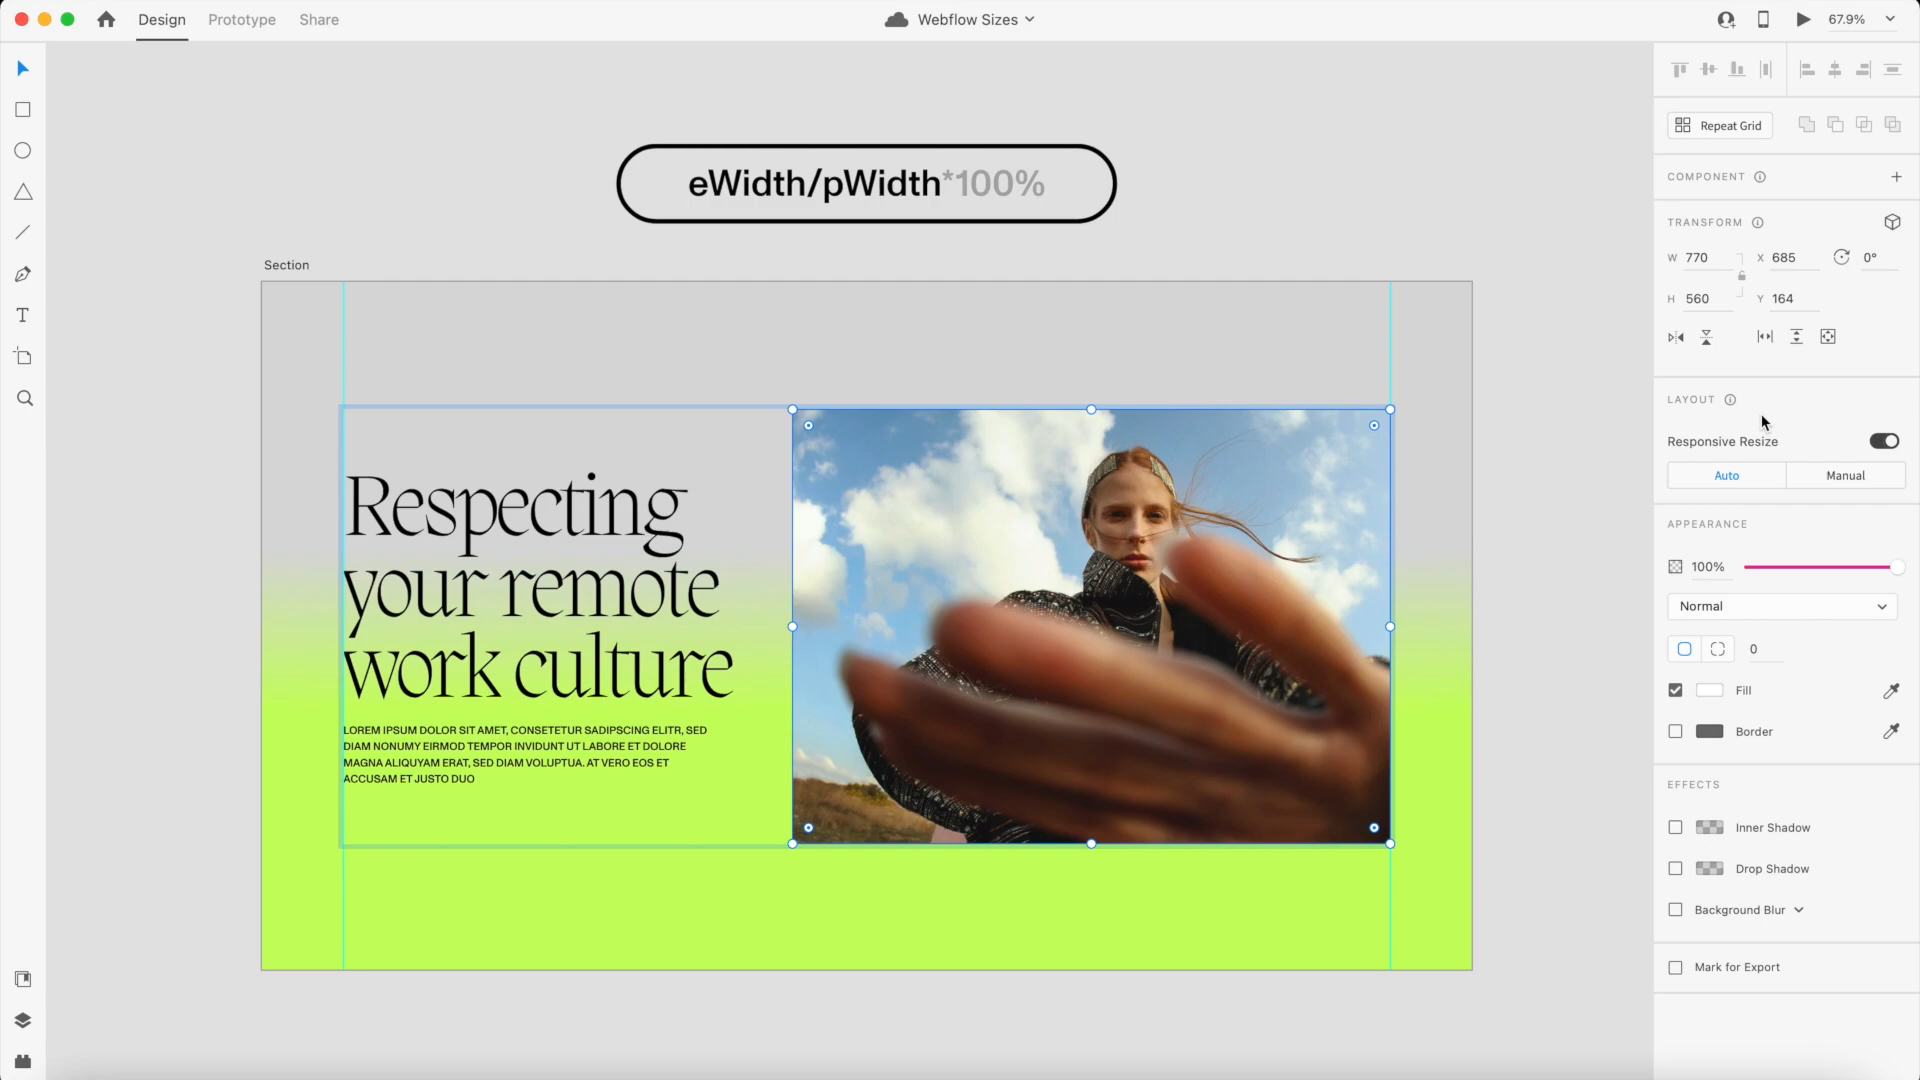 Design
Prototype
Share
Webflow Sizes
67.9%
Repeat Grid
COMPONENT
TRANSFORM
W 770
X 685
0°
H 560
Y 164
LAYOUT
Responsive Resize
Auto
Manual
APPEARANCE
100%
Normal
0
Fill
Border
EFFECTS
Inner Shadow
Drop Shadow
Background Blur
Mark for Export
eWidth/pWidth*100%
Section
Respecting
your remote
work culture
LOREM IPSUM DOLOR SIT AMET, CONSETETUR SADIPSCING ELITR, SED
DIAM NONUMY EIRMOD TEMPOR INVIDUNT UT LABORE ET DOLORE
MAGNA ALIQUYAM ERAT, SED DIAM VOLUPTUA. AT VERO EOS ET
ACCUSAM ET JUSTO DUO